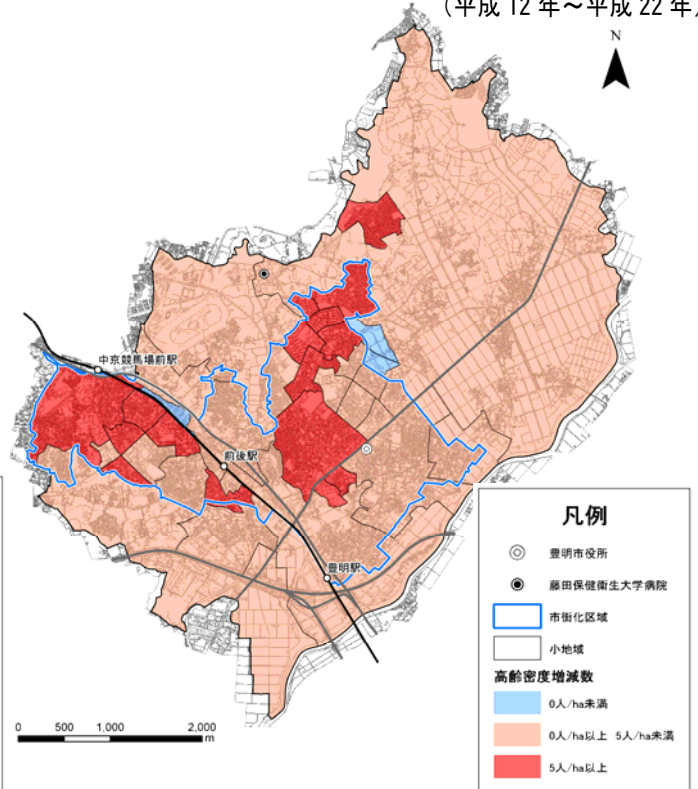 (平成 12 年～平成 22 年)
N
中京競馬場前駅
前後駅
豊明駅
0 500 1,000 2,000
m
凡例
豊明市役所
藤田保健衛生大学病院
市街化区域
小地域
高齢密度増減数
0人/ha未満
0人/ha以上 5人/ha未満
5人/ha以上